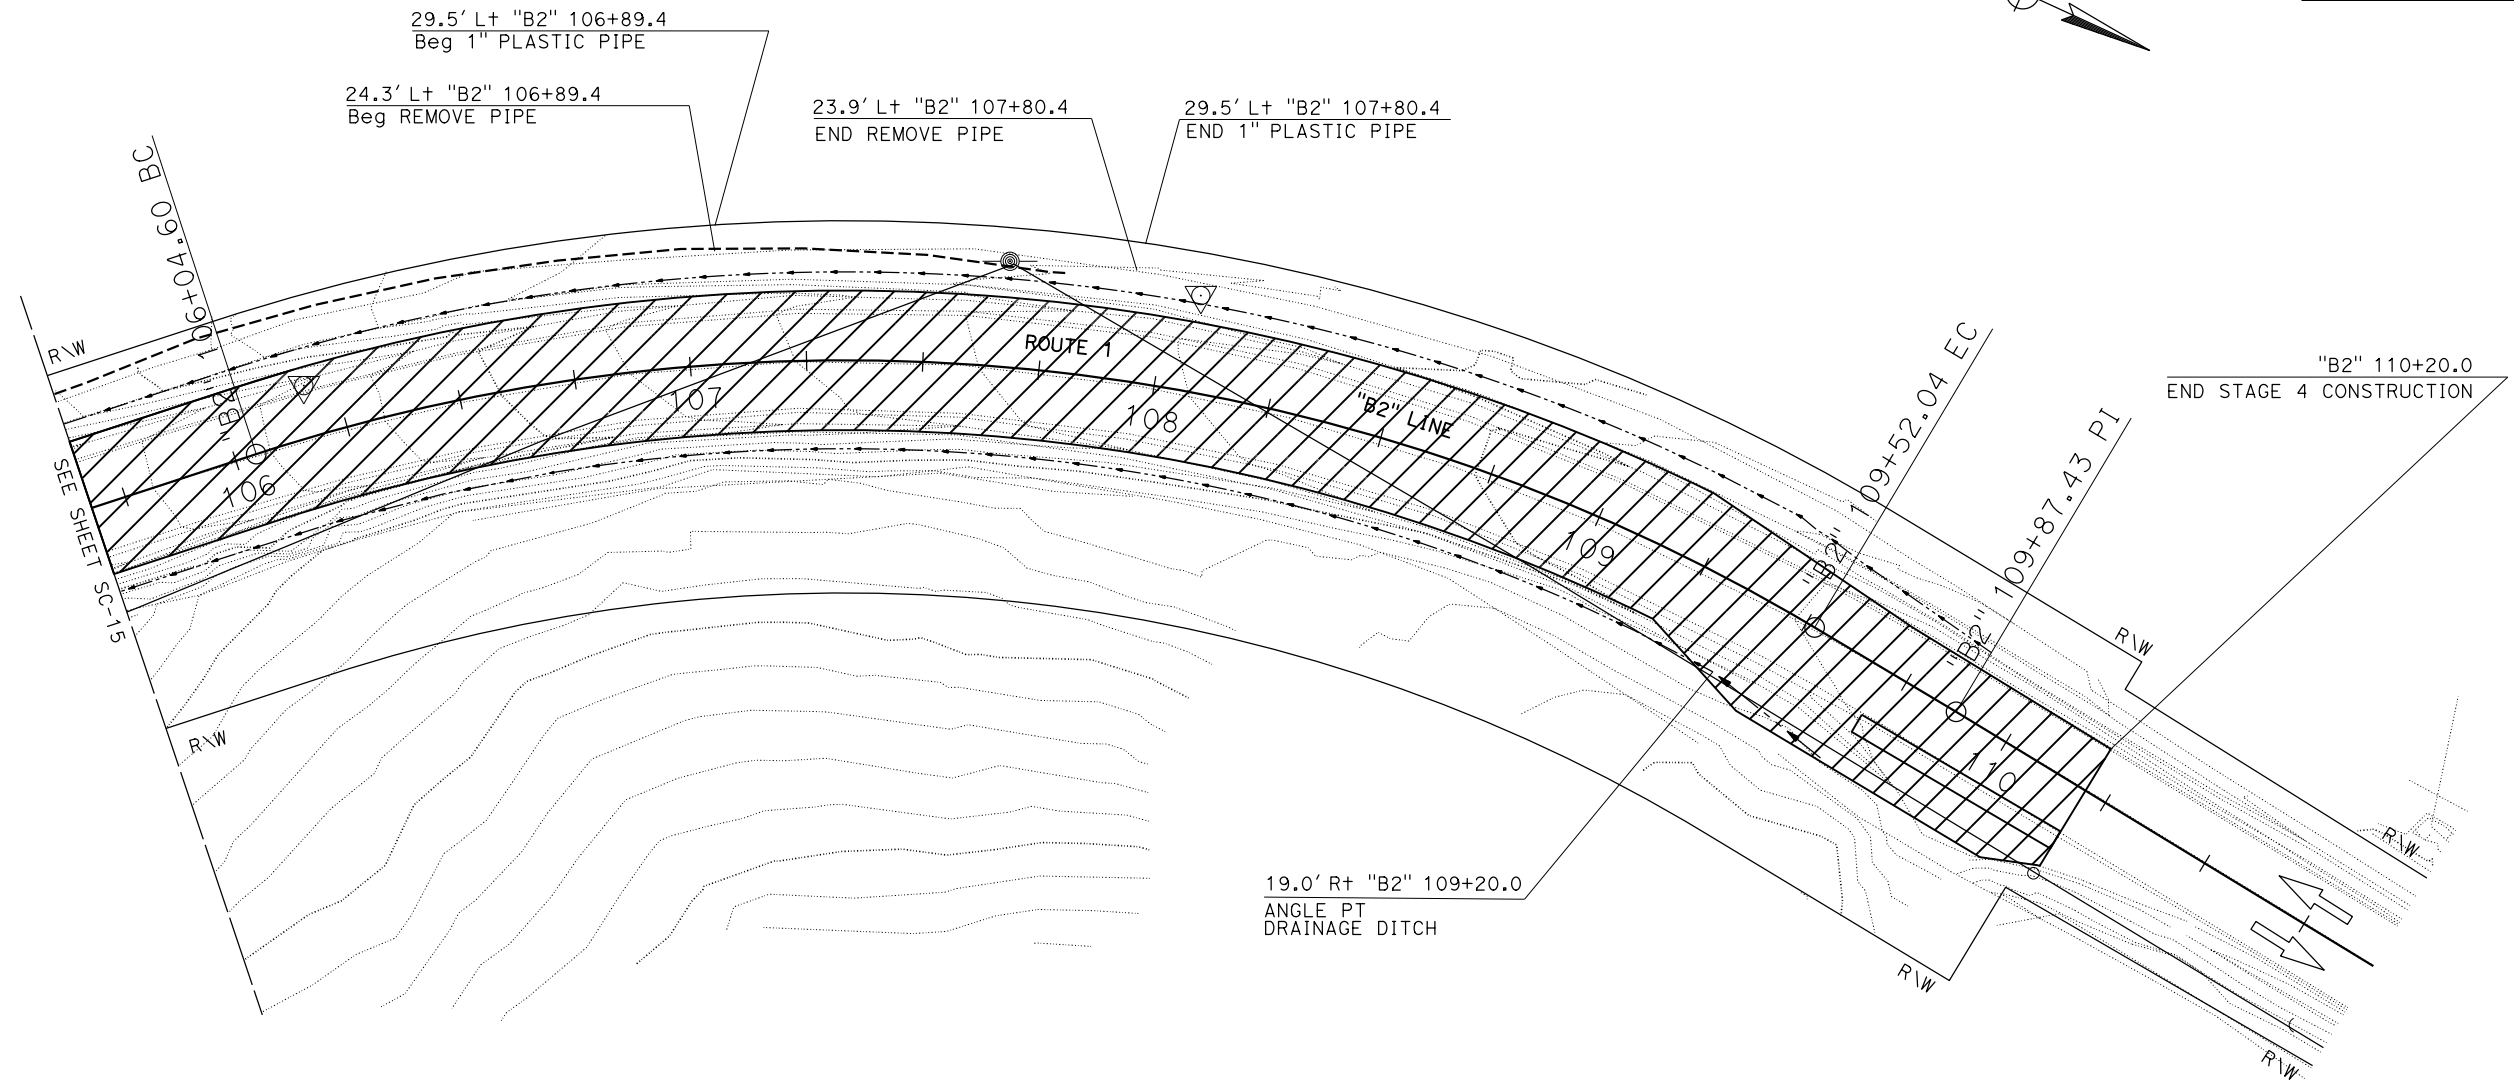 29.5' Lt "B2" 106+89.4
Beg 1" PLASTIC PIPE
24.3' Lt "B2" 106+89.4
Beg REMOVE PIPE
23.9' Lt "B2" 107+80.4
END REMOVE PIPE
29.5' Lt "B2" 107+80.4
END 1" PLASTIC PIPE
"B2" 106+04.60 BC
R\W
ROUTE 1
"B2" LINE
106
107
108
109
110
"B2" 109+52.04 EC
"B2" 109+87.43 PI
"B2" 110+20.0
END STAGE 4 CONSTRUCTION
SEE SHEET SC-15
R\W
R\W
R\W
19.0' Rt "B2" 109+20.0
ANGLE PT
DRAINAGE DITCH
R\W
R\W